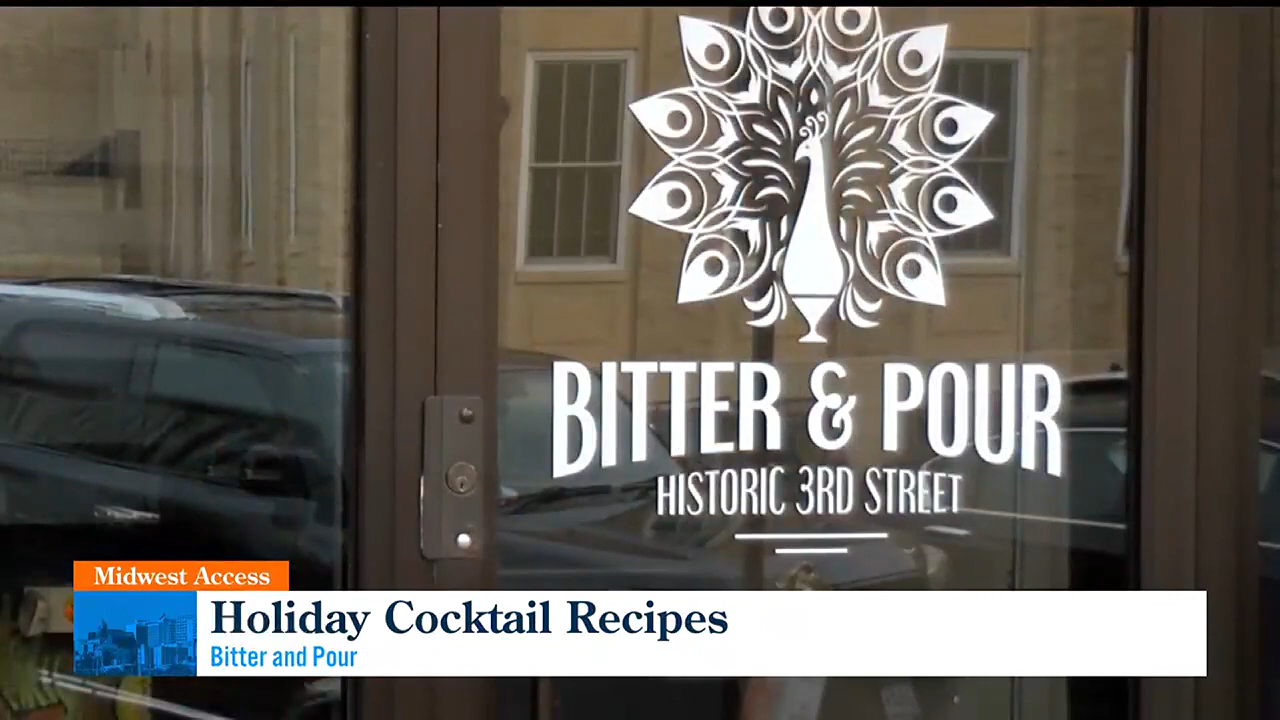 BITTER & POUR
HISTORIC 3RD STREET
Midwest Access
Holiday Cocktail Recipes
Bitter and Pour